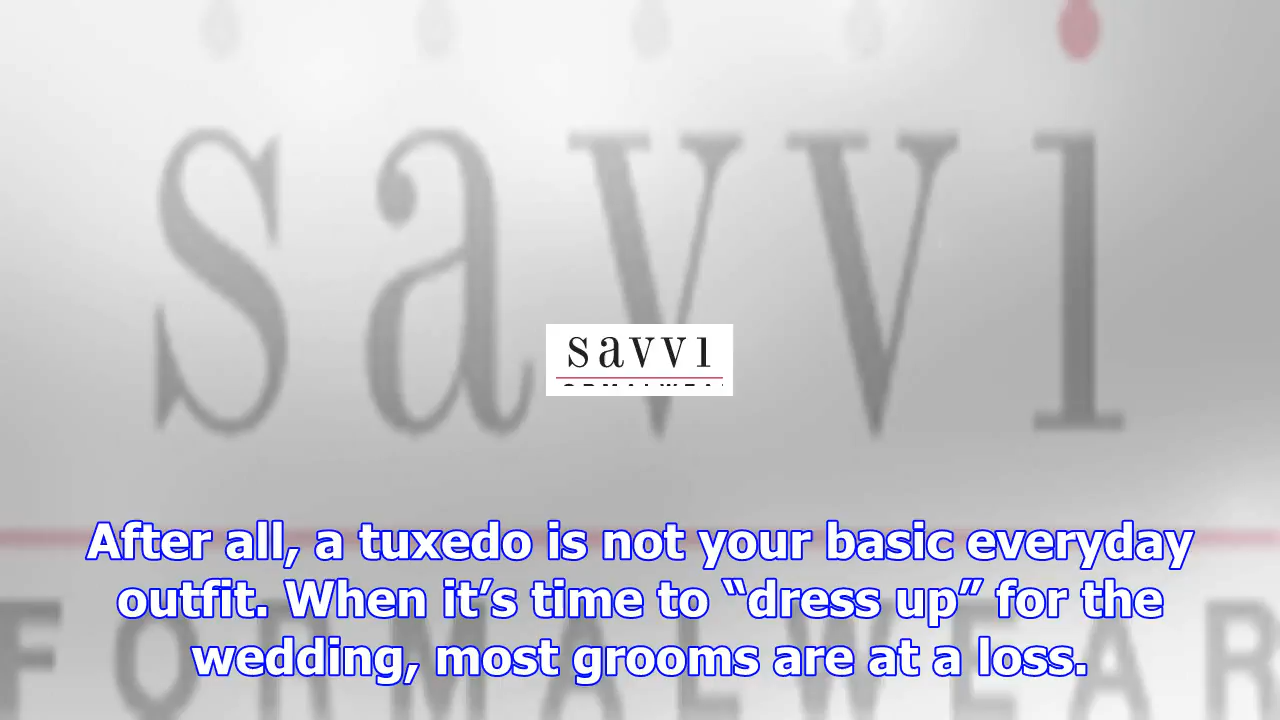 savvi
savvi
After all, a tuxedo is not your basic everyday
outfit. When it’s time to “dress up” for the
wedding, most grooms are at a loss.
FORMALWEAR